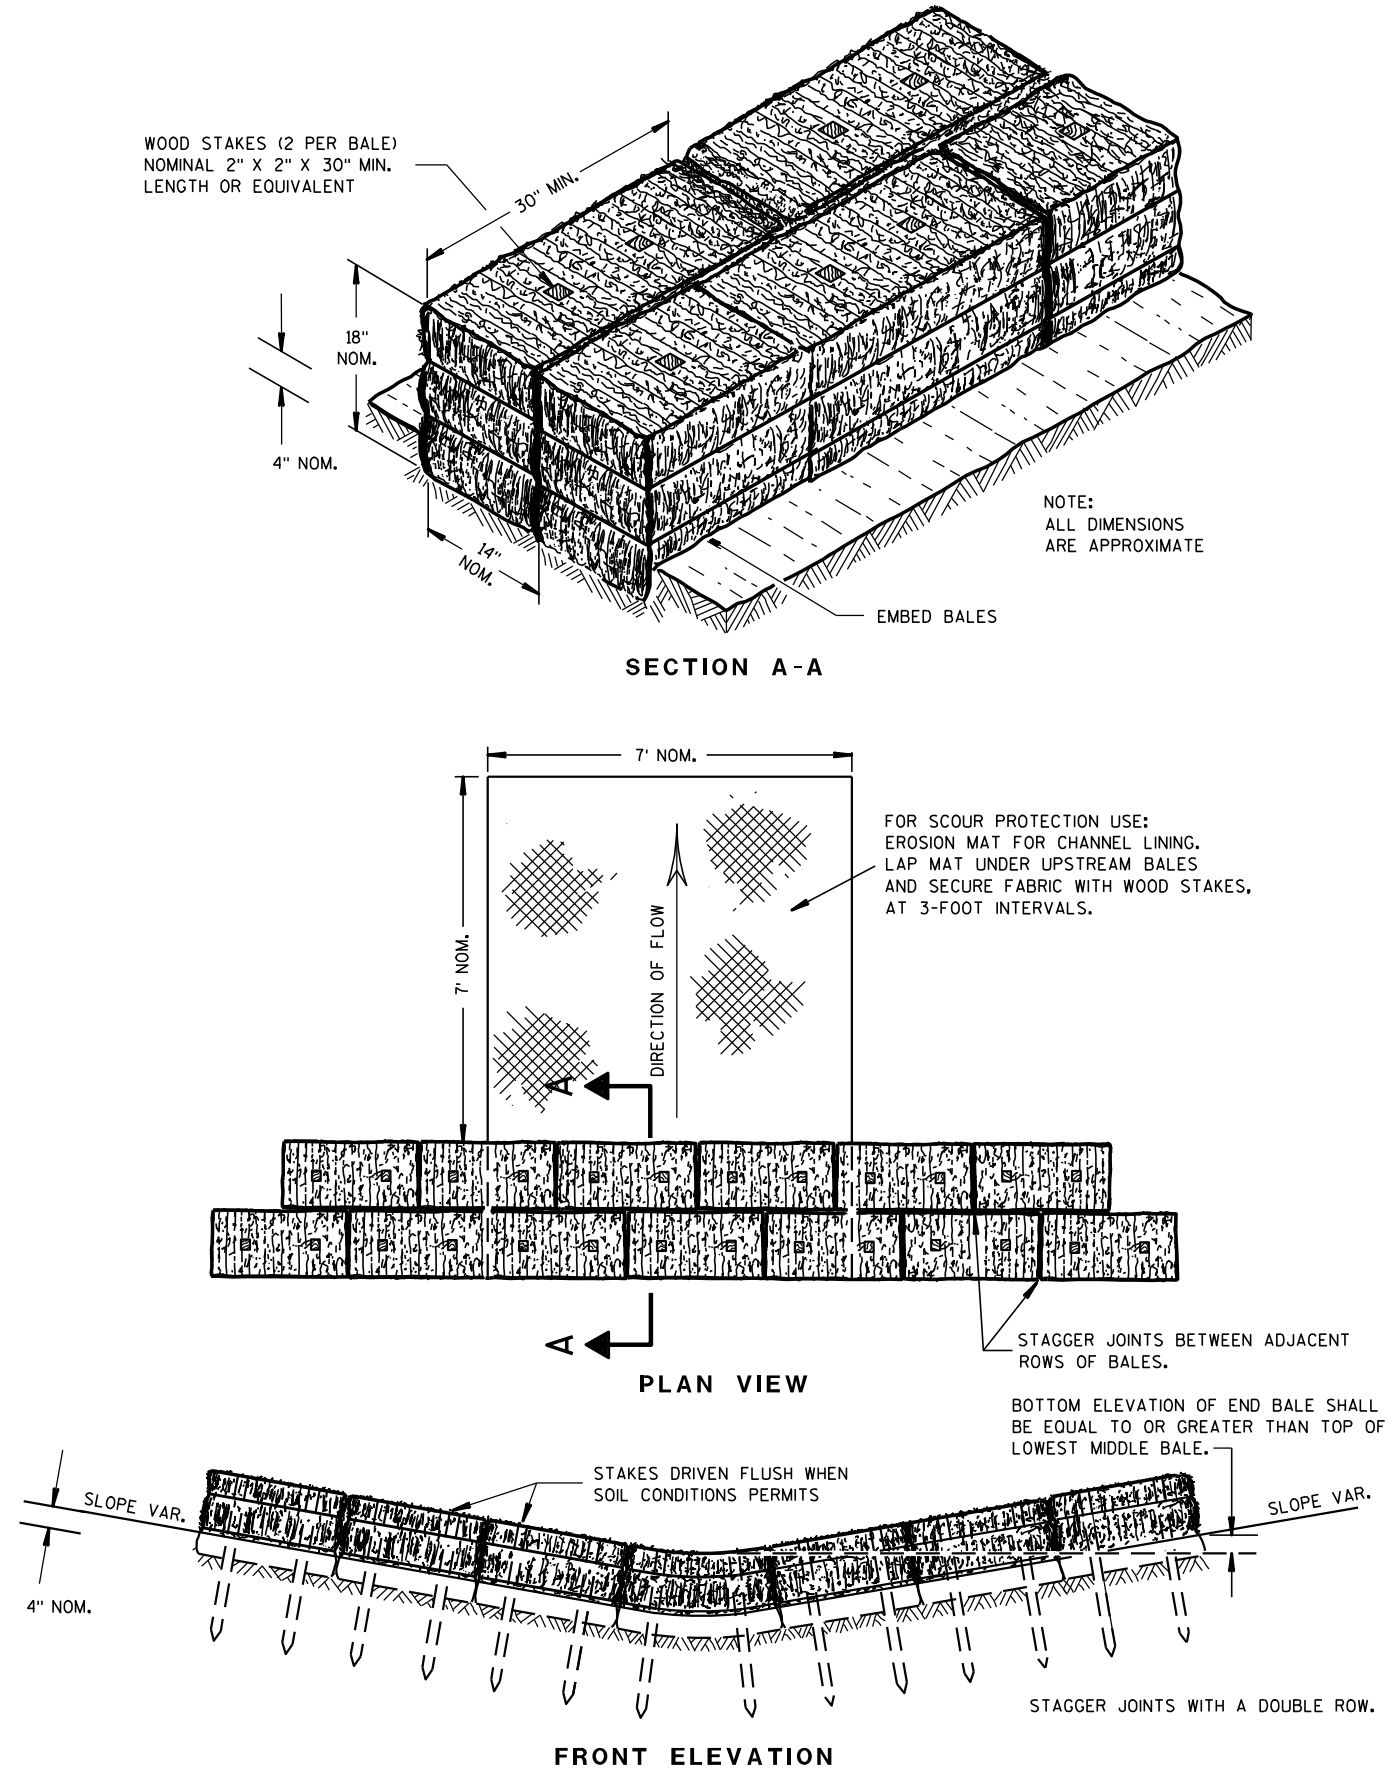 WOOD STAKES (2 PER BALE)
NOMINAL 2" X 2" X 30" MIN.
LENGTH OR EQUIVALENT
30" MIN.
18"
NOM.
4" NOM.
14"
NOM.
NOTE:
ALL DIMENSIONS
ARE APPROXIMATE
EMBED BALES
SECTION A-A
7' NOM.
7' NOM.
DIRECTION OF FLOW
FOR SCOUR PROTECTION USE:
EROSION MAT FOR CHANNEL LINING.
LAP MAT UNDER UPSTREAM BALES
AND SECURE FABRIC WITH WOOD STAKES,
AT 3-FOOT INTERVALS.
A
A
STAGGER JOINTS BETWEEN ADJACENT
ROWS OF BALES.
PLAN VIEW
BOTTOM ELEVATION OF END BALE SHALL
BE EQUAL TO OR GREATER THAN TOP OF
LOWEST MIDDLE BALE.
STAKES DRIVEN FLUSH WHEN
SOIL CONDITIONS PERMITS
SLOPE VAR.
SLOPE VAR.
4" NOM.
STAGGER JOINTS WITH A DOUBLE ROW.
FRONT ELEVATION